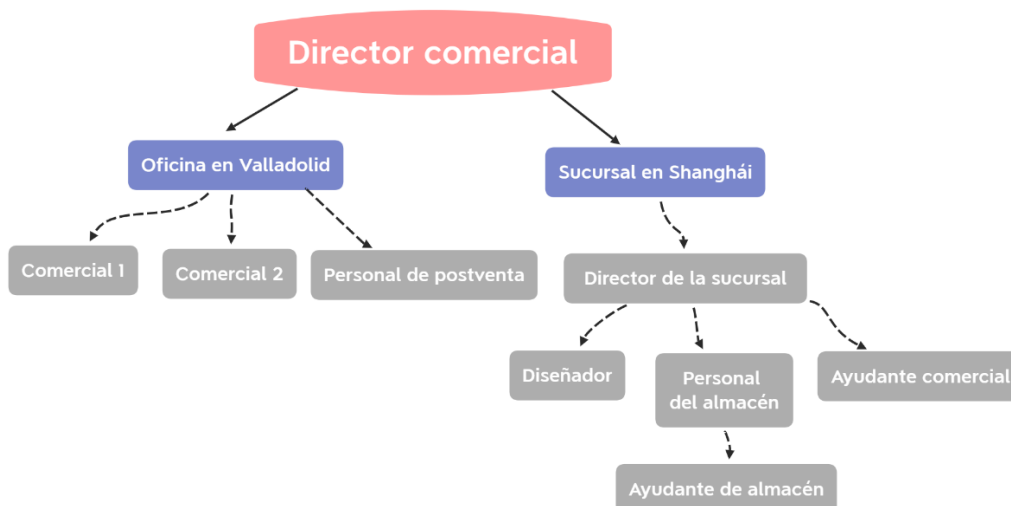 Director comercial
Oficina en Valladolid
Sucursal en Shanghái
Comercial 1
Comercial 2
Personal de postventa
Director de la sucursal
Diseñador
Personal
del almacén
Ayudante comercial
Ayudante de almacén